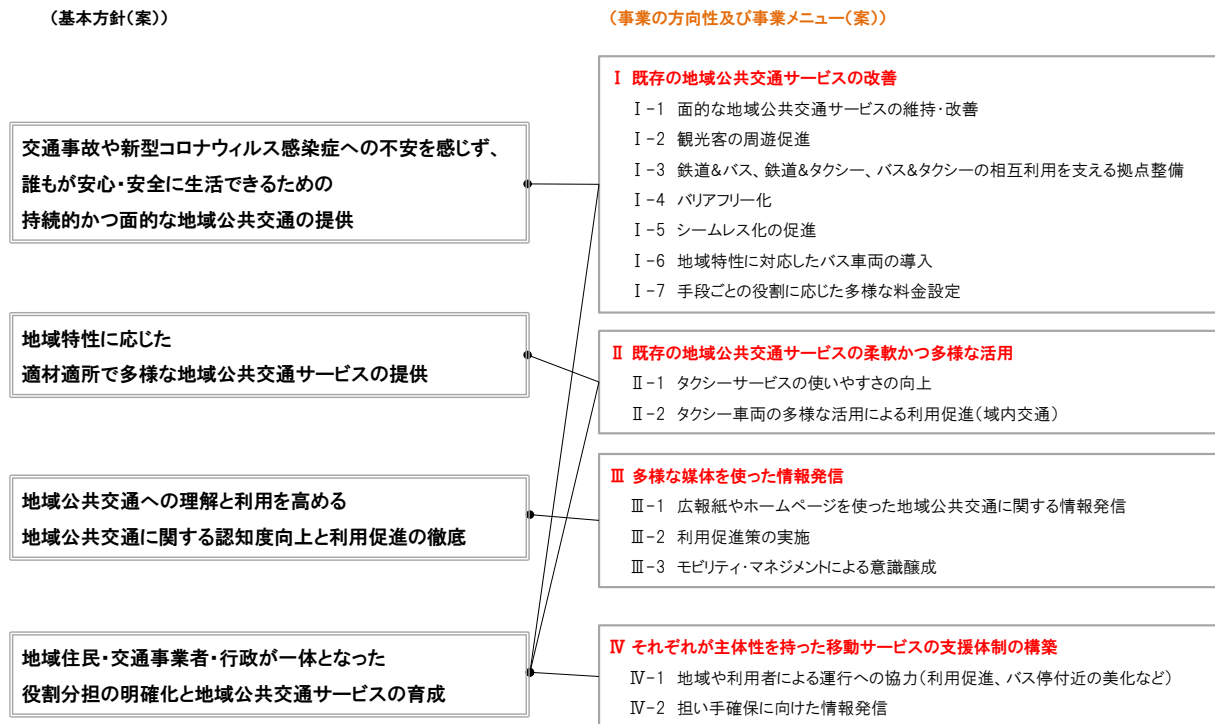 (基本方針(案))
交通事故や新型コロナウィルス感染症への不安を感じず、
誰もが安心・安全に生活できるための
持続的かつ面的な地域公共交通の提供
地域特性に応じた
適材適所で多様な地域公共交通サービスの提供
地域公共交通への理解と利用を高める
地域公共交通に関する認知度向上と利用促進の徹底
地域住民・交通事業者・行政が一体となった
役割分担の明確化と地域公共交通サービスの育成
(事業の方向性及び事業メニュー(案))
Ⅰ 既存の地域公共交通サービスの改善
Ⅰ-1 面的な地域公共交通サービスの維持・改善
Ⅰ-2 観光客の周遊促進
Ⅰ-3 鉄道&バス、鉄道&タクシー、バス&タクシーの相互利用を支える拠点整備
Ⅰ-4 バリアフリー化
Ⅰ-5 シームレス化の促進
Ⅰ-6 地域特性に対応したバス車両の導入
Ⅰ-7 手段ごとの役割に応じた多様な料金設定
Ⅱ 既存の地域公共交通サービスの柔軟かつ多様な活用
Ⅱ-1 タクシーサービスの使いやすさの向上
Ⅱ-2 タクシー車両の多様な活用による利用促進(域内交通)
Ⅲ 多様な媒体を使った情報発信
Ⅲ-1 広報紙やホームページを使った地域公共交通に関する情報発信
Ⅲ-2 利用促進策の実施
Ⅲ-3 モビリティ・マネジメントによる意識醸成
Ⅳ それぞれが主体性を持った移動サービスの支援体制の構築
Ⅳ-1 地域や利用者による運行への協力(利用促進、バス停付近の美化など)
Ⅳ-2 担い手確保に向けた情報発信